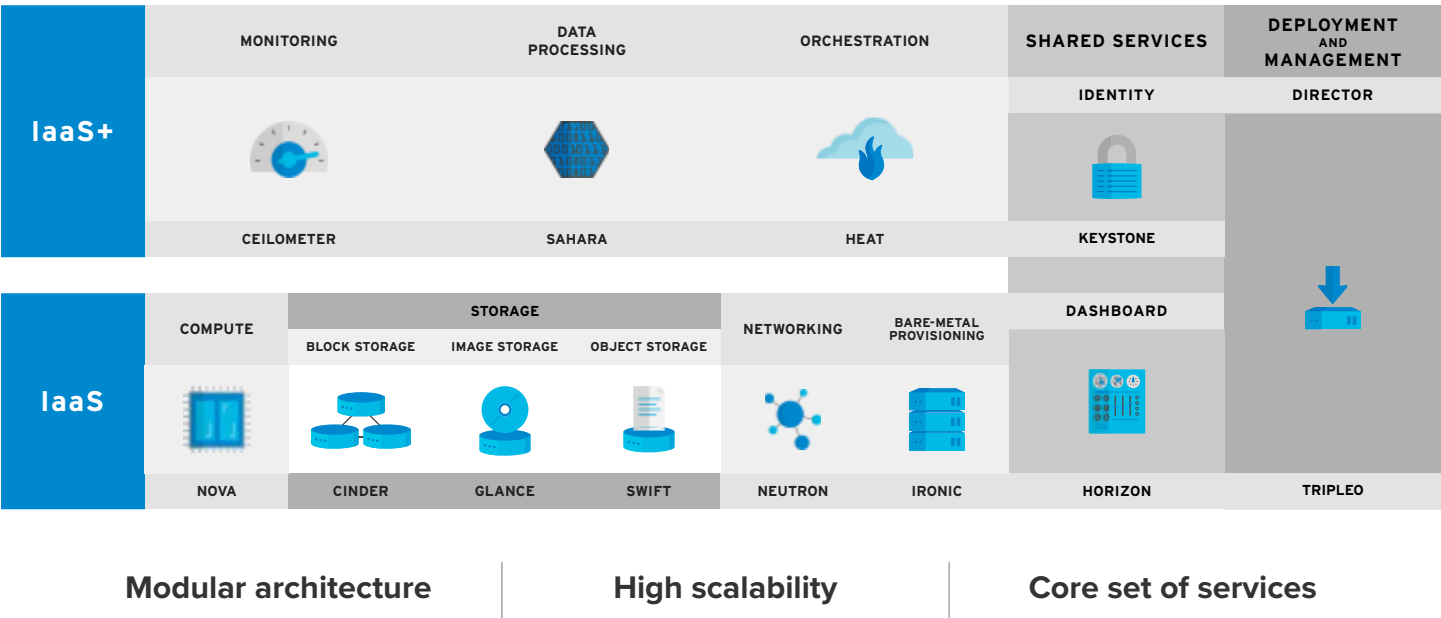 MONITORING
DATA
PROCESSING
ORCHESTRATION
SHARED SERVICES
DEPLOYMENT
AND
MANAGEMENT
IaaS+
IDENTITY
DIRECTOR
CEILOMETER
SAHARA
HEAT
KEYSTONE
IaaS
COMPUTE
STORAGE
BLOCK STORAGE
IMAGE STORAGE
OBJECT STORAGE
NETWORKING
BARE-METAL
PROVISIONING
DASHBOARD
NOVA
CINDER
GLANCE
SWIFT
NEUTRON
IRONIC
HORIZON
TRIPLEO
Modular architecture
High scalability
Core set of services